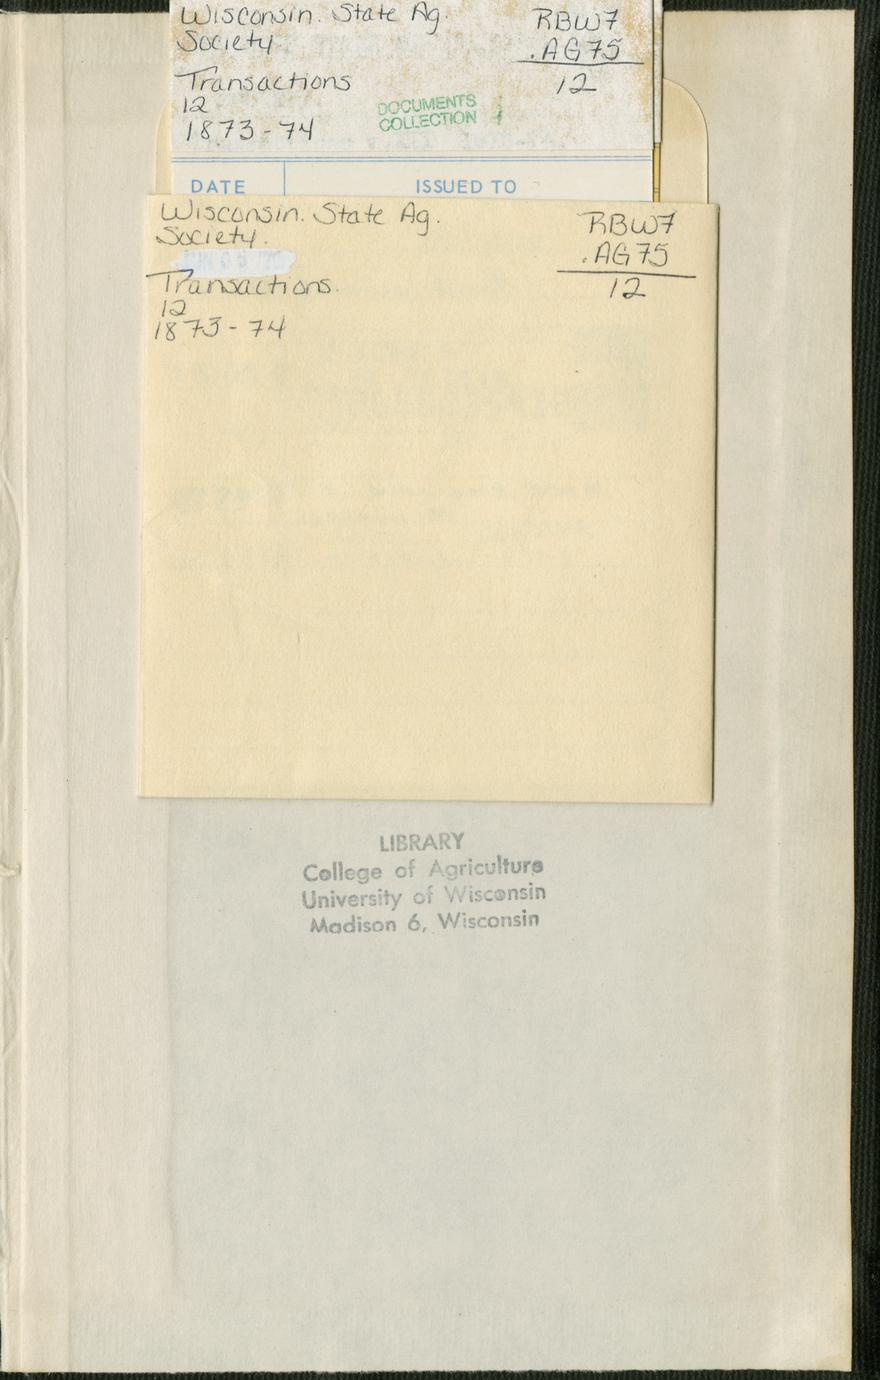 Wisconsin. State Ag.
Society
RBW7
.AG75
12
Transactions
12
1873-74
DOCUMENTS
COLLECTION
DATE
ISSUED TO
Wisconsin. State Ag.
Society.
RBW7
.AG75
12
Transactions.
12
1873-74
LIBRARY
College of Agriculture
University of Wisconsin
Madison 6, Wisconsin